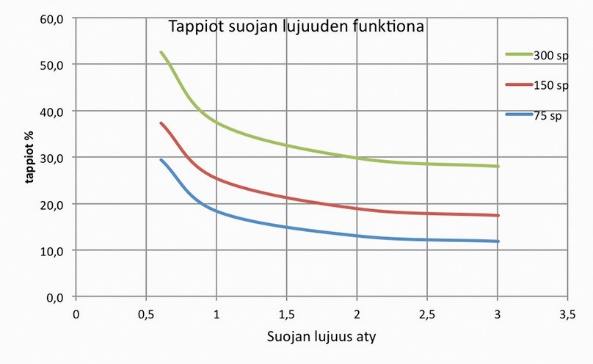 Tappiot suojan lujuuden funktiona
60,0
50,0
40,0
30,0
20,0
10,0
0,0
tappiot %
300 sp
150 sp
75 sp
0 0,5 1 1,5 2 2,5 3 3,5
Suojan lujuus aty